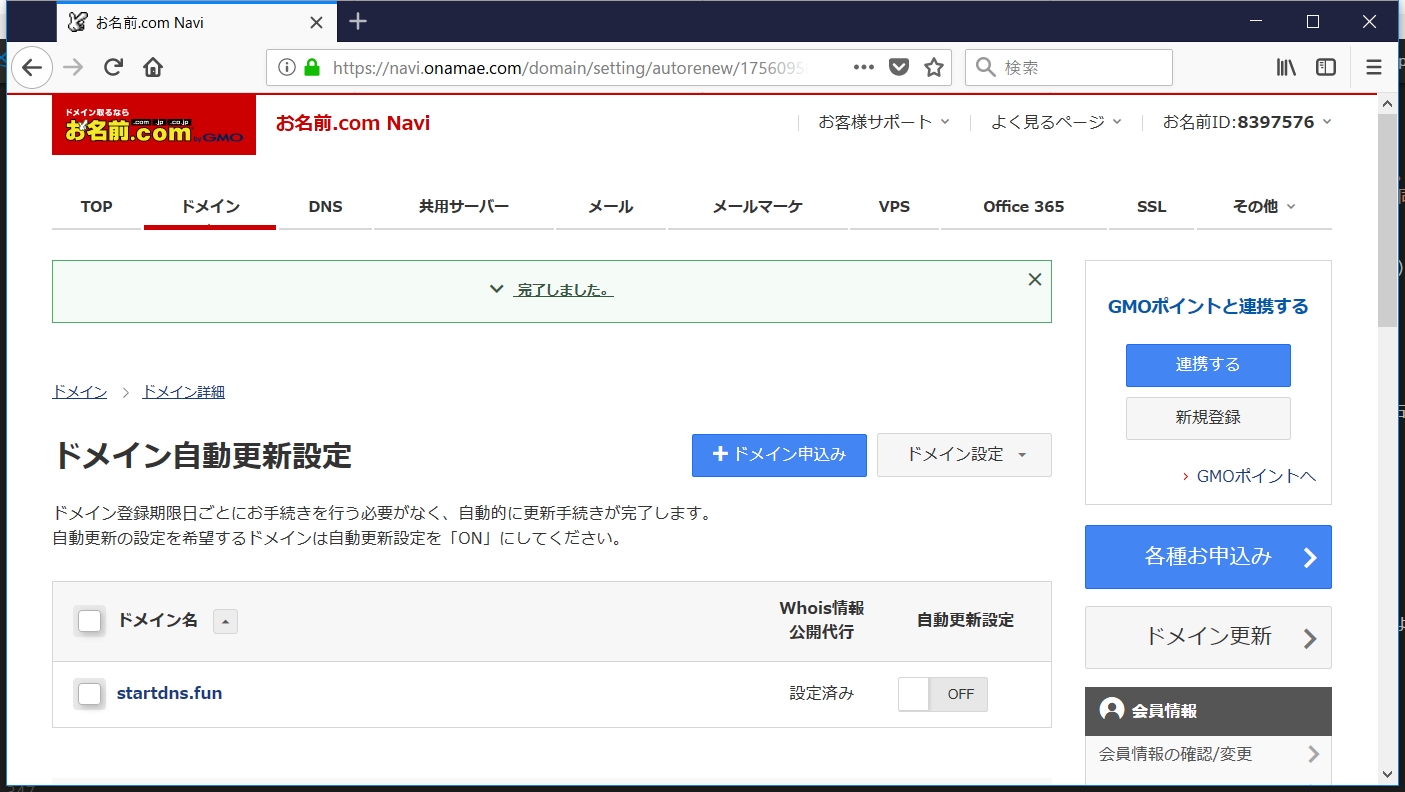 お名前.com Navi
https://navi.onamae.com/domain/setting/autorenew/1756095
検索
ドメイン取るなら
お名前.com
by GMO
お名前.com Navi
お客様サポート
よく見るページ
お名前ID:8397576
TOP
ドメイン
DNS
共用サーバー
メール
メールマーケ
VPS
Office 365
SSL
その他
完了しました。
ドメイン
ドメイン詳細
ドメイン自動更新設定
ドメイン申込み
ドメイン設定
ドメイン登録期限日ごとにお手続きを行う必要がなく、自動的に更新手続きが完了します。
自動更新の設定を希望するドメインは自動更新設定を「ON」にしてください。
ドメイン名
Whois情報
公開代行
自動更新設定
startdns.fun
設定済み
OFF
GMOポイントと連携する
連携する
新規登録
GMOポイントへ
各種お申込み
ドメイン更新
会員情報
会員情報の確認/変更